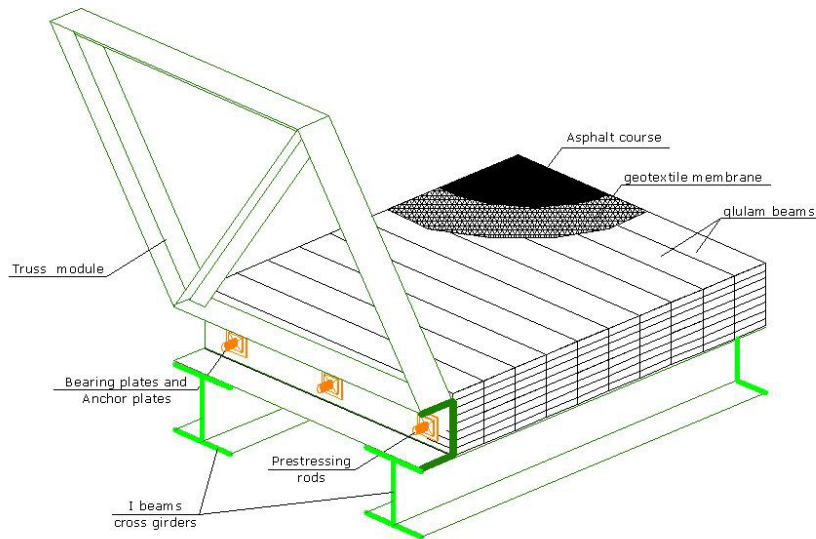 Asphalt course
geotextile membrane
glulam beams
Truss module
Bearing plates and
Anchor plates
Prestressing
rods
I beams
cross girders